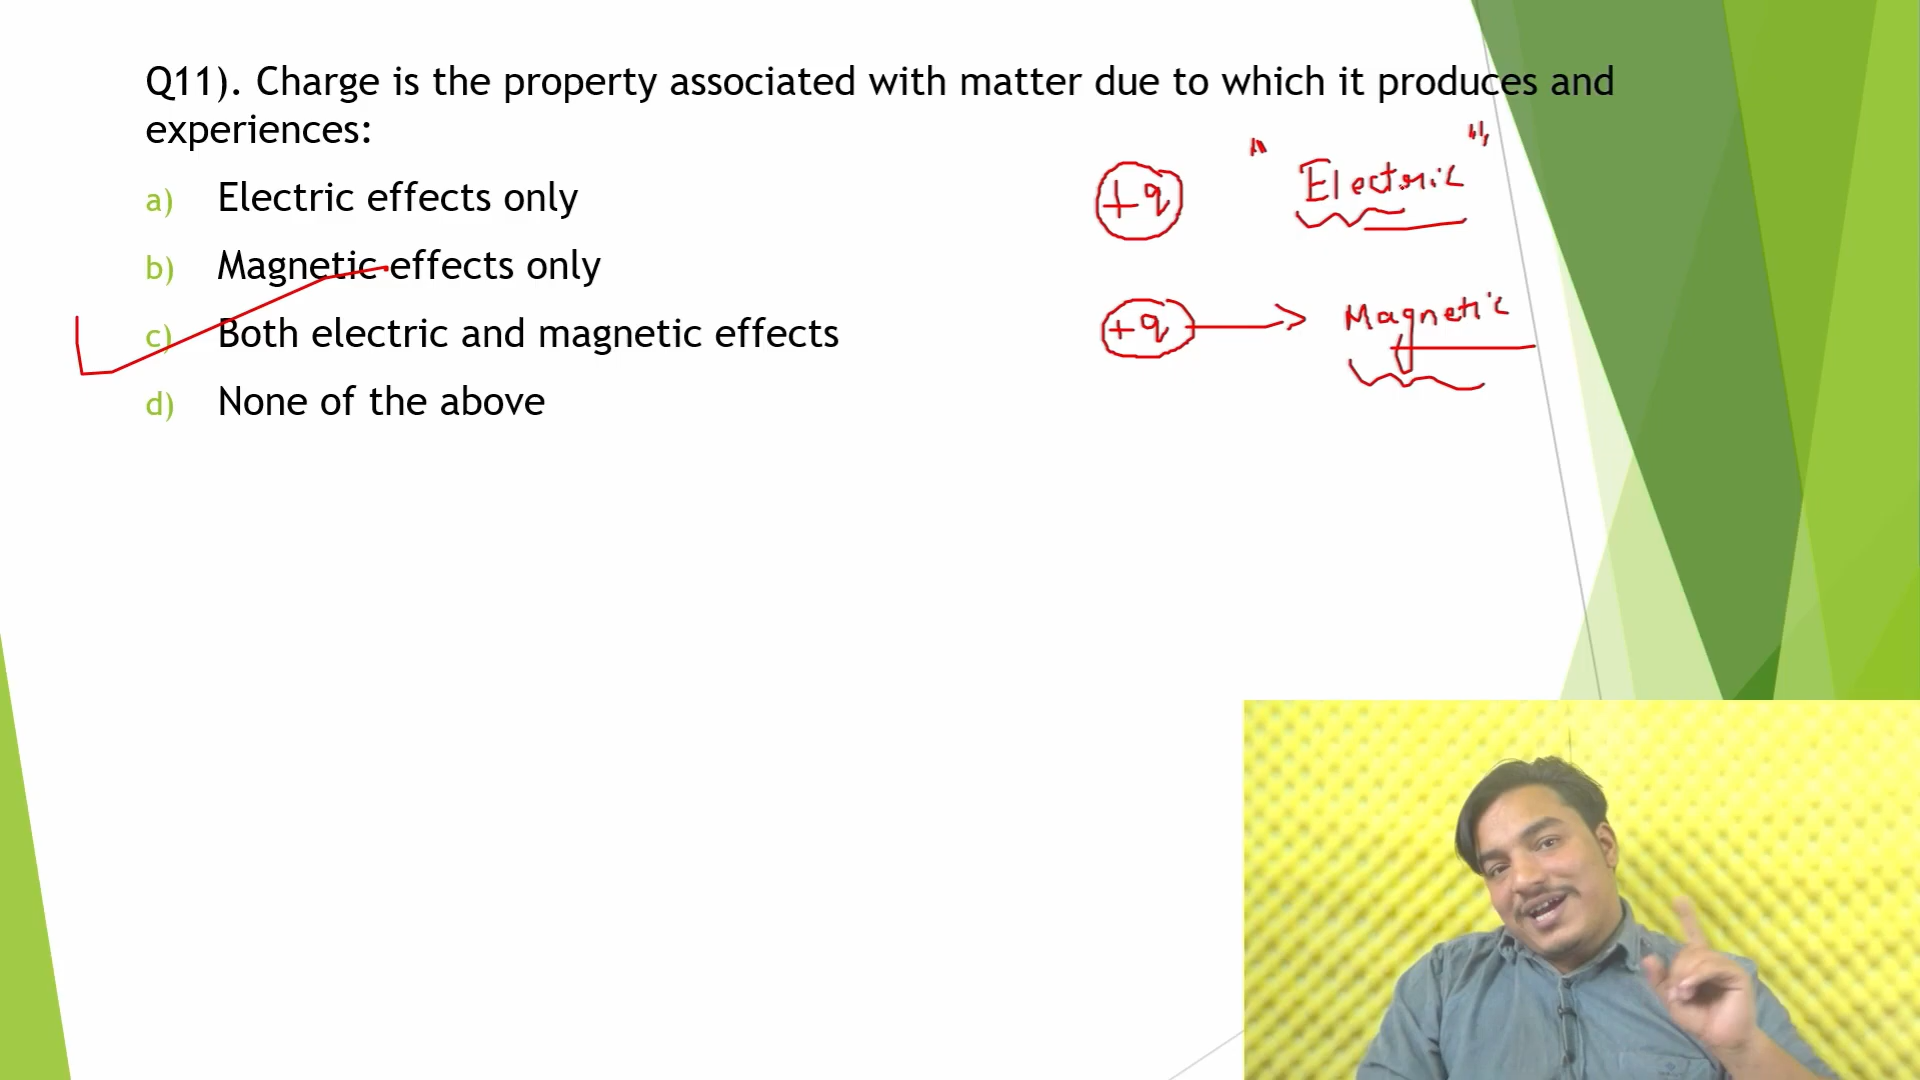 Q11). Charge is the property associated with matter due to which it produces and
experiences:
a) Electric effects only
b) Magnetic effects only
c) Both electric and magnetic effects
d) None of the above
+q " Electric "
+q → Magnetic